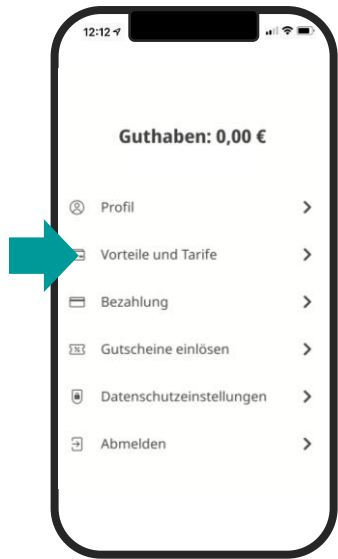 12:12
Guthaben: 0,00 €
Profil
Vorteile und Tarife
Bezahlung
Gutscheine einlösen
Datenschutzeinstellungen
Abmelden